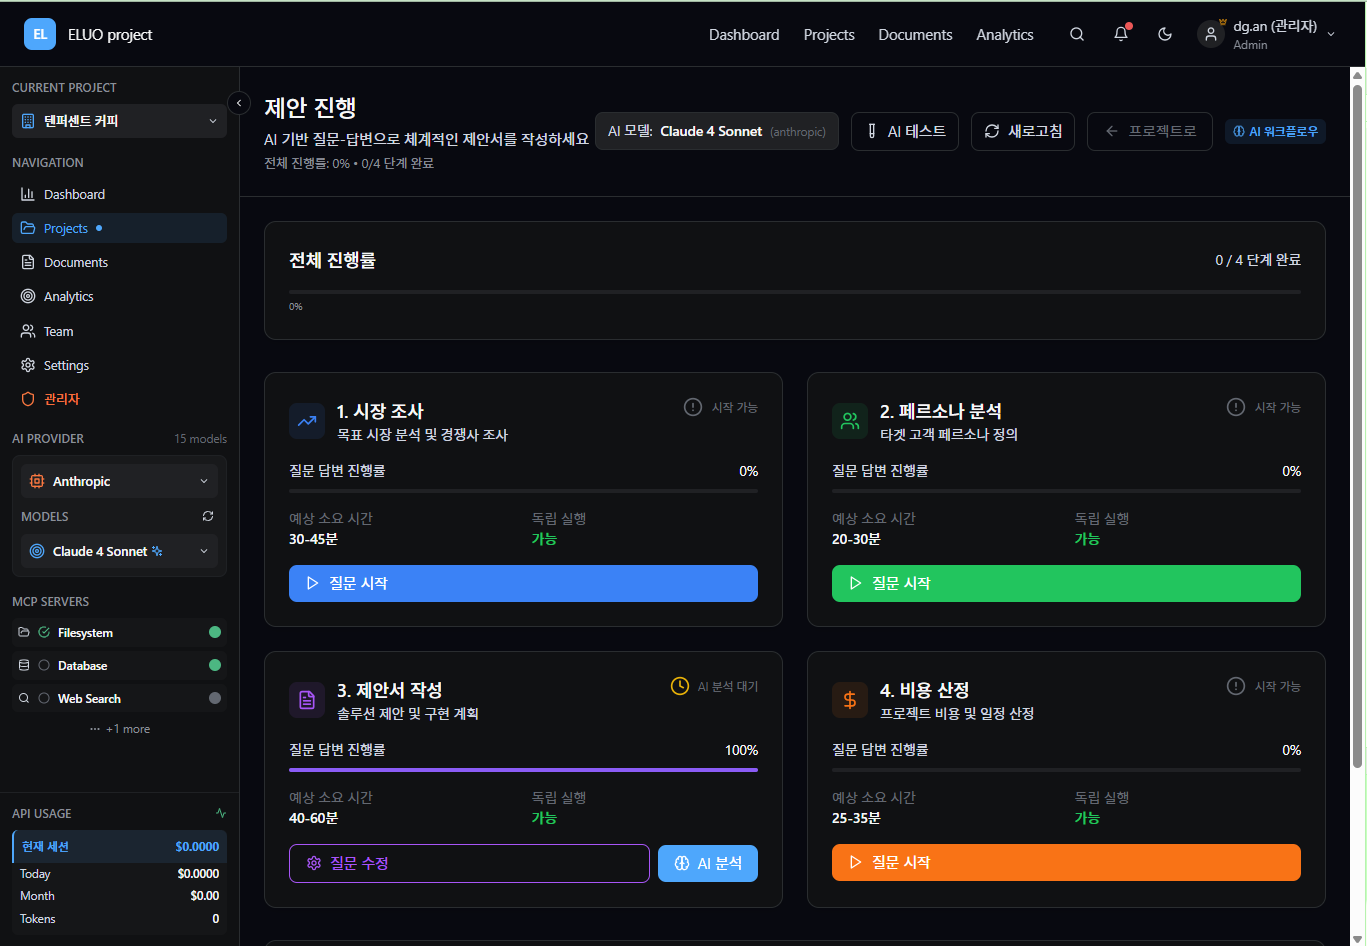 EL ELUO project
Dashboard Projects Documents Analytics
dg.an (관리자)
Admin
CURRENT PROJECT
텐퍼센트 커피
NAVIGATION
Dashboard
Projects
Documents
Analytics
Team
Settings
관리자
AI PROVIDER 15 models
Anthropic
MODELS
Claude 4 Sonnet
MCP SERVERS
Filesystem
Database
Web Search
··· +1 more
API USAGE
현재 세션 $0.0000
Today $0.0000
Month $0.00
Tokens 0
제안 진행
AI 기반 질문-답변으로 체계적인 제안서를 작성하세요
전체 진행률: 0% • 0/4 단계 완료
AI 모델: Claude 4 Sonnet (anthropic)
AI 테스트
새로고침
프로젝트로
AI 워크플로우
전체 진행률 0 / 4 단계 완료
0%
1. 시장 조사 시작 가능
목표 시장 분석 및 경쟁사 조사
질문 답변 진행률 0%
예상 소요 시간 독립 실행
30-45분 가능
질문 시작
2. 페르소나 분석 시작 가능
타겟 고객 페르소나 정의
질문 답변 진행률 0%
예상 소요 시간 독립 실행
20-30분 가능
질문 시작
3. 제안서 작성 AI 분석 대기
솔루션 제안 및 구현 계획
질문 답변 진행률 100%
예상 소요 시간 독립 실행
40-60분 가능
질문 수정 AI 분석
4. 비용 산정 시작 가능
프로젝트 비용 및 일정 산정
질문 답변 진행률 0%
예상 소요 시간 독립 실행
25-35분 가능
질문 시작